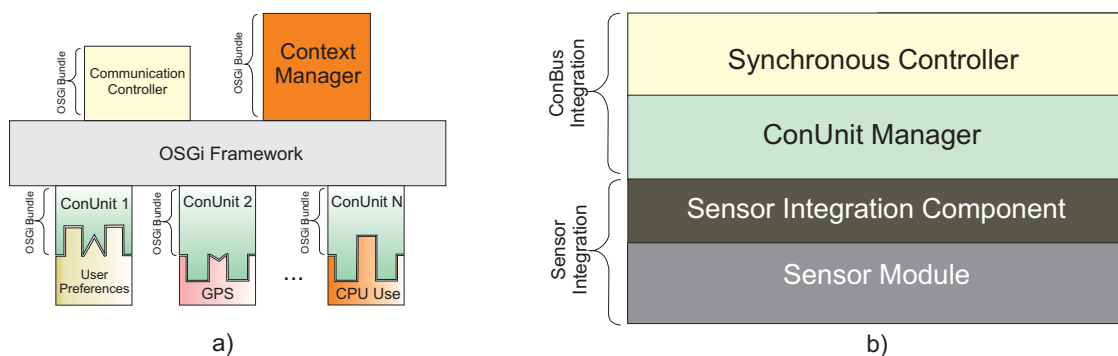 OSGi Bundle
Communication
Controller
OSGi Bundle
Context
Manager
OSGi Framework
OSGi Bundle
ConUnit 1
User
Preferences
OSGi Bundle
ConUnit 2
GPS
...
OSGi Bundle
ConUnit N
CPU Use
a)
ConBus
Integration
Synchronous Controller
ConUnit Manager
Sensor
Integration
Sensor Integration Component
Sensor Module
b)